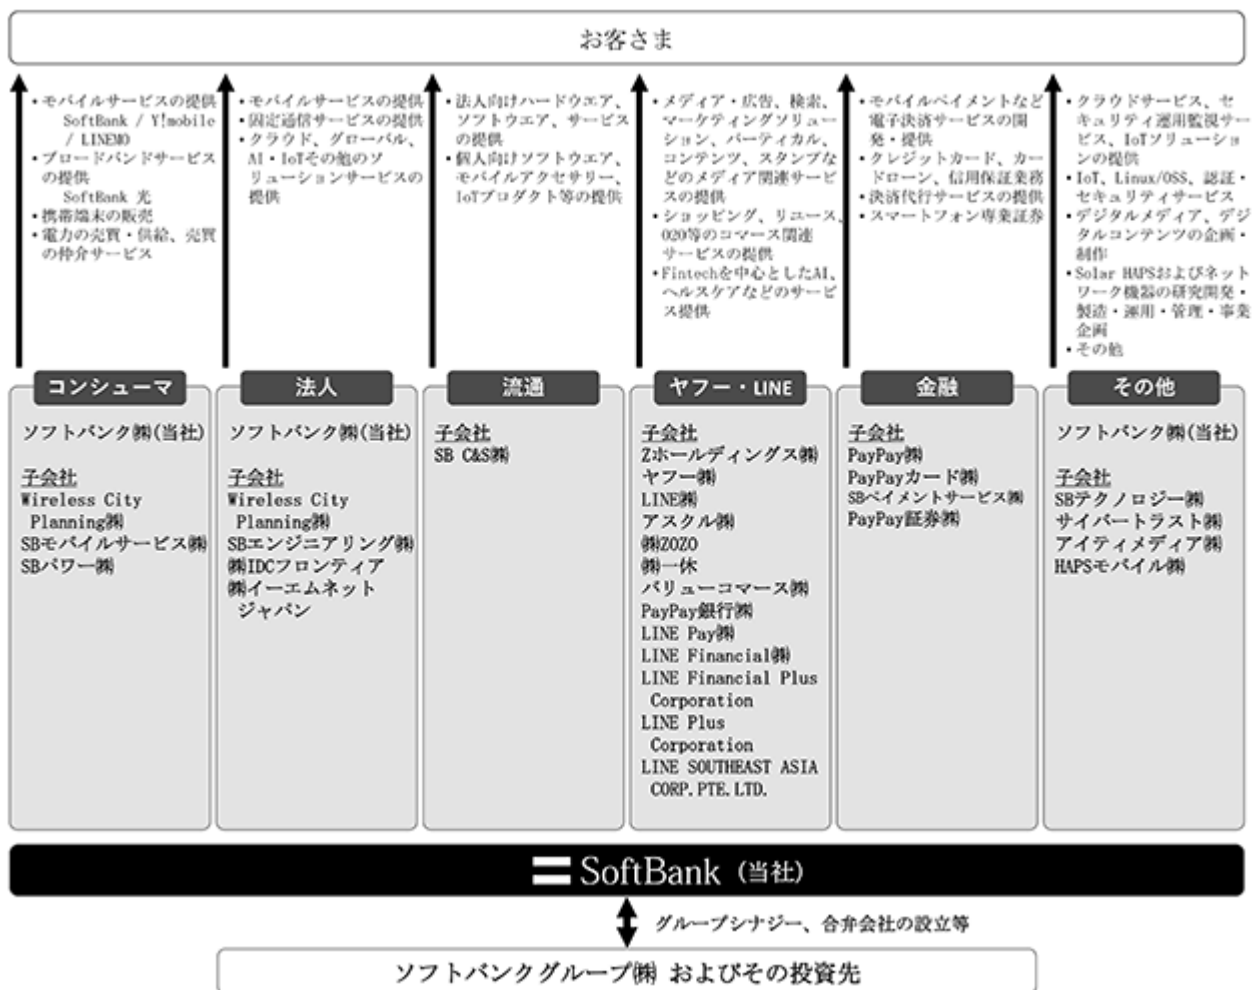 お客さま
・モバイルサービスの提供
SoftBank / Y!mobile
/ LINEMO
・ブロードバンドサービス
の提供
SoftBank 光
・携帯端末の販売
・電力の売買・供給、売買
の仲介サービス
・モバイルサービスの提供
・固定通信サービスの提供
・クラウド、グローバル、
AI・IoTその他のソ
リューションサービスの
提供
・法人向けハードウエア、
ソフトウエア、サービス
の提供
・個人向けソフトウエア、
モバイルアクセサリー、
IoTプロダクト等の提供
・メディア・広告、検索、
マーケティングソリュー
ション、バーティカル、
コンテンツ、スタンプな
どのメディア関連サービ
スの提供
・ショッピング、リユース、
O2O等のコマース関連
サービスの提供
・Fintechを中心としたAI、
ヘルスケアなどのサービ
ス提供
・モバイルペイメントなど
電子決済サービスの開
発・提供
・クレジットカード、カー
ドローン、信用保証業務
・決済代行サービスの提供
・スマートフォン専業証券
・クラウドサービス、セ
キュリティ運用監視サー
ビス、IoTソリューショ
ンの提供
・IoT、Linux/OSS、認証・
セキュリティサービス
・デジタルメディア、デジ
タルコンテンツの企画・
制作
・Solar HAPSおよびネット
ワーク機器の研究開発・
製造・運用・管理・事業
企画
・その他
コンシューマ
ソフトバンク㈱(当社)
子会社
Wireless City
Planning㈱
SBモバイルサービス㈱
SBパワー㈱
法人
ソフトバンク㈱(当社)
子会社
Wireless City
Planning㈱
SBエンジニアリング㈱
㈱IDCフロンティア
㈱イーエムネット
ジャパン
流通
子会社
SB C&S㈱
ヤフー・LINE
子会社
Zホールディングス㈱
ヤフー㈱
LINE㈱
アスクル㈱
㈱ZOZO
㈱一休
バリューコマース㈱
PayPay銀行㈱
LINE Pay㈱
LINE Financial㈱
LINE Financial Plus
Corporation
LINE Plus
Corporation
LINE SOUTHEAST ASIA
CORP.PTE.LTD.
金融
子会社
PayPay㈱
PayPayカード㈱
SBペイメントサービス㈱
PayPay証券㈱
その他
ソフトバンク㈱(当社)
子会社
SBテクノロジー㈱
サイバートラスト㈱
アイティメディア㈱
HAPSモバイル㈱
SoftBank (当社)
グループシナジー、合弁会社の設立等
ソフトバンクグループ㈱ およびその投資先